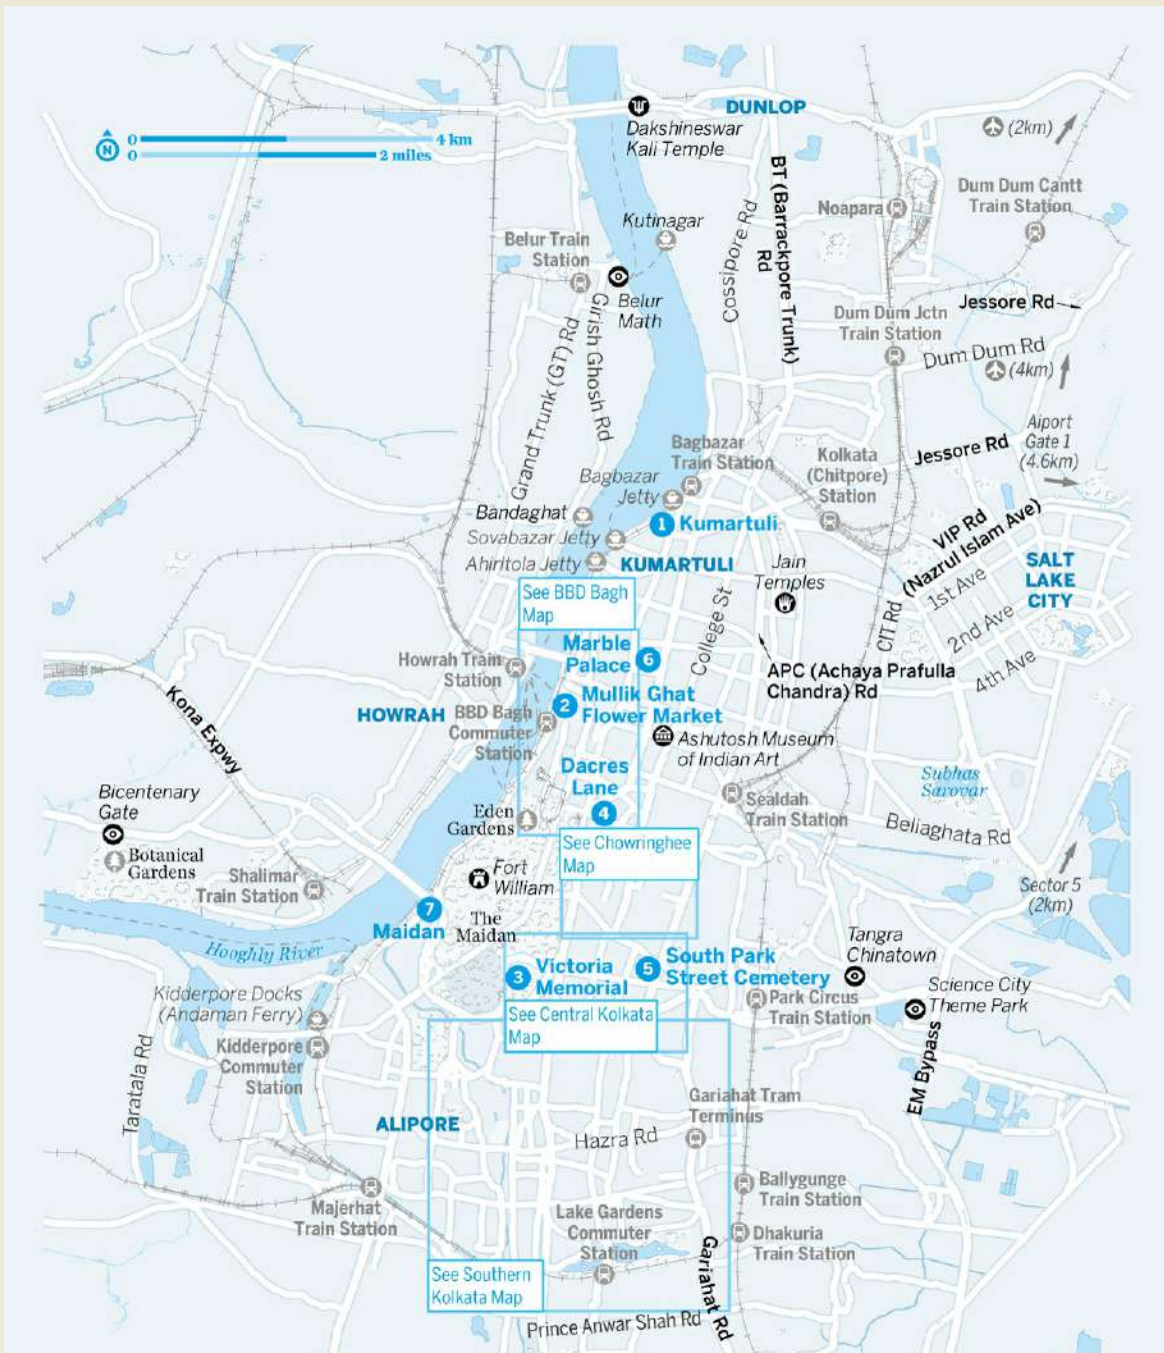 DUNLOP
Dakshineswar
Kali Temple
0
4 km
N
0
2 miles
(2km)
BT (Barrackpore Trunk)
Rd
Dum Dum Cantt
Train Station
Noapara
Cossipore Rd
Kutinagar
Belur Train
Station
Belur
Math
Jessore Rd
Dum Dum Jctn
Train Station
Grand Trunk (GT) Rd
Girish Ghosh Rd
Dum Dum Rd
(4km)
Aiport
Gate 1
(4.6km)
Jessore Rd
Bagbazar
Train Station
Kolkata
(Chitpore)
Station
Bagbazar
Jetty
Bandaghat
1 Kumartuli
Sovabazar Jetty
Ahiritola Jetty
KUMARTULI
VIP Rd
(Nazrul Islam Ave)
SALT
LAKE
CITY
Jain
Temples
1st Ave
2nd Ave
4th Ave
CIT Rd
College St
See BBD Bagh
Map
Marble
Palace 6
Howrah Train
Station
APC (Achaya Prafulla
Chandra) Rd
2 Mullik Ghat
Flower Market
HOWRAH
BBD Bagh
Commuter
Station
Kona Expwy
Ashutosh Museum
of Indian Art
Dacres
Lane
4
Subhas
Sarovar
Bicentenary
Gate
Eden
Gardens
Sealdah
Train Station
Beliaghata Rd
Botanical
Gardens
See Chowringhee
Map
Shalimar
Train Station
Fort
William
Sector 5
(2km)
7
Maidan
The
Maidan
Hooghly River
Tangra
Chinatown
3 Victoria
Memorial
5 South Park
Street Cemetery
Science City
Theme Park
Kidderpore Docks
(Andaman Ferry)
Park Circus
Train Station
See Central Kolkata
Map
Taratala Rd
Kidderpore
Commuter
Station
EM Bypass
Gariahat Tram
Terminus
ALIPORE
Hazra Rd
Majerhat
Train Station
Ballygunge
Train Station
Lake Gardens
Commuter
Station
Dhakuria
Train Station
Gariahat Rd
See Southern
Kolkata Map
Prince Anwar Shah Rd